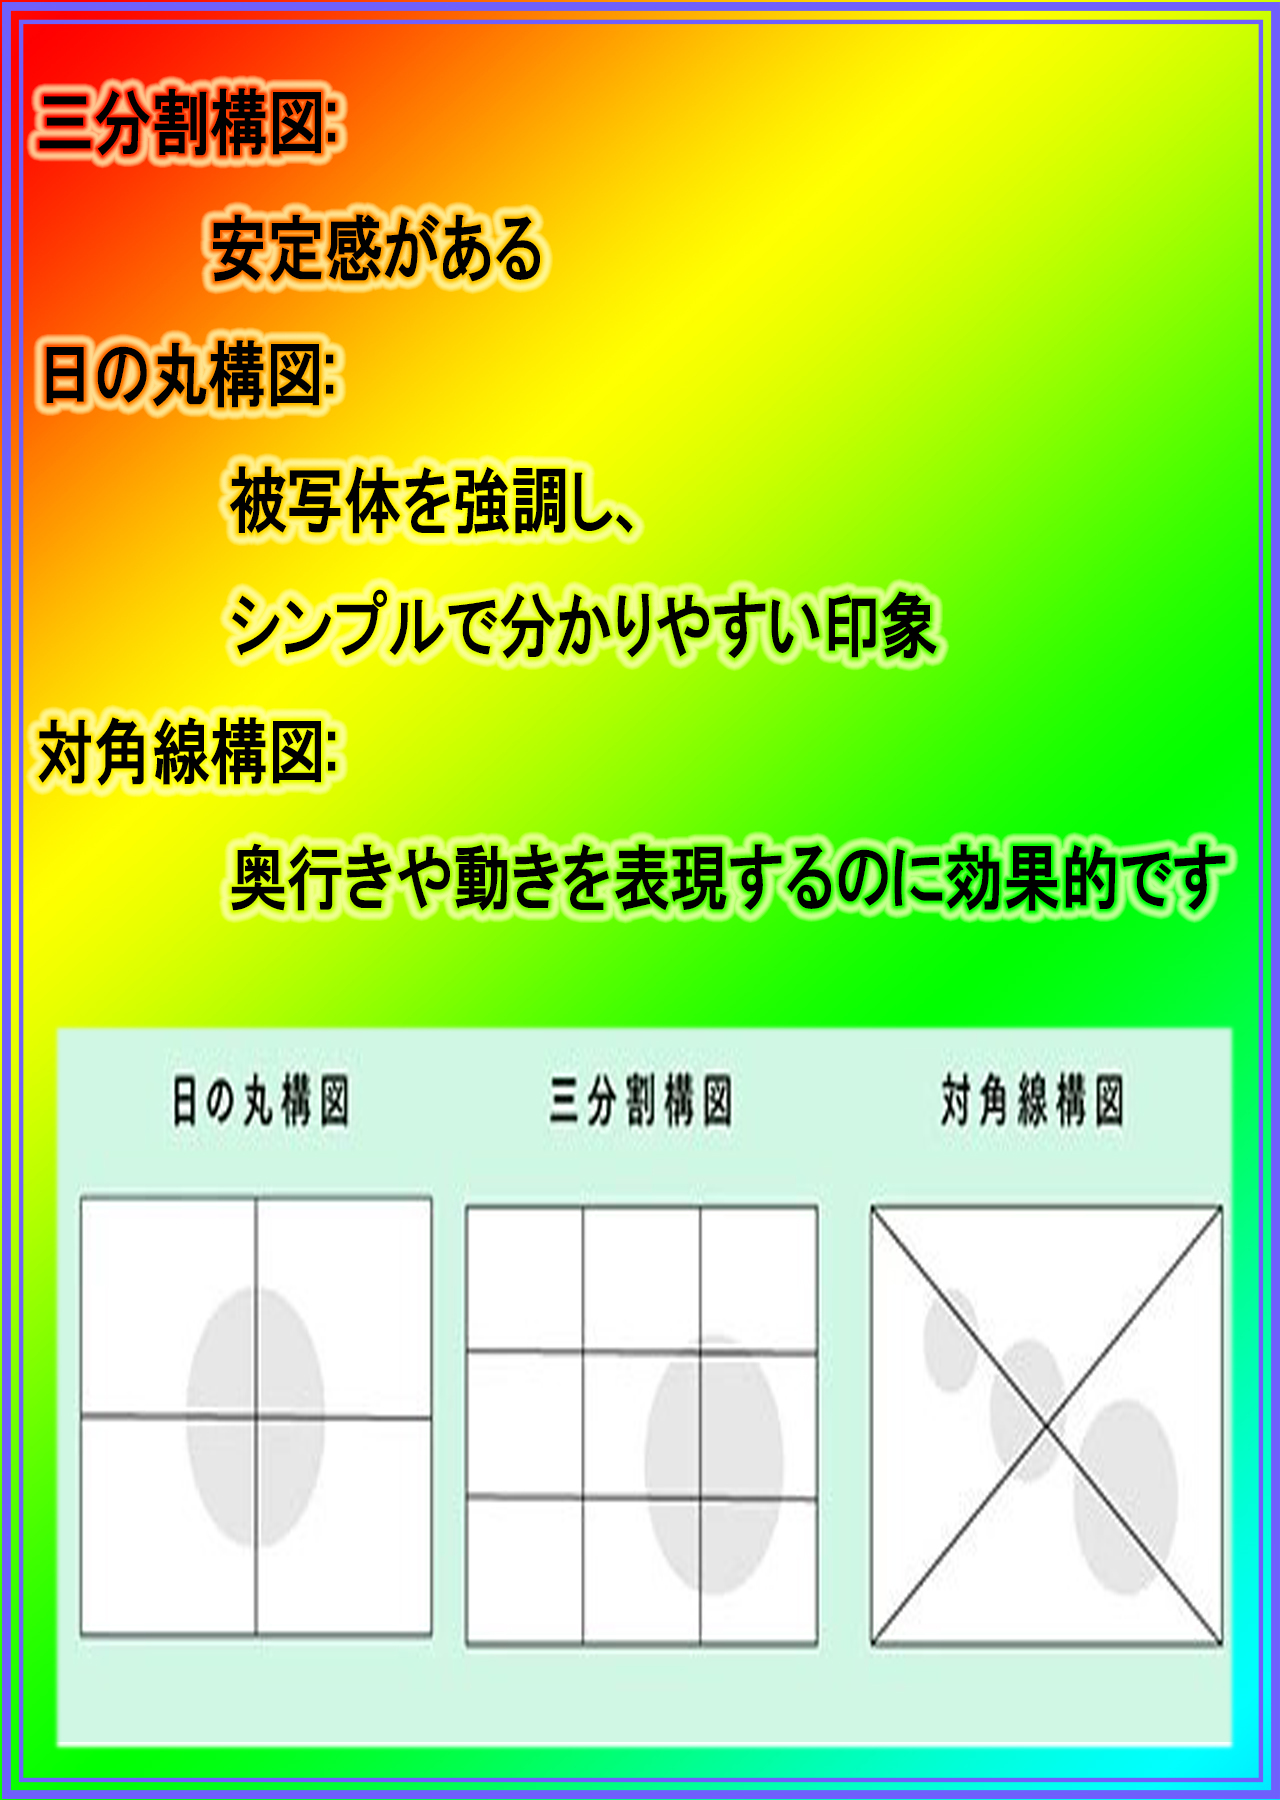 三分割構図:
安定感がある
日の丸構図:
被写体を強調し、
シンプルで分かりやすい印象
対角線構図:
奥行きや動きを表現するのに効果的です
日の丸構図
三分割構図
対角線構図